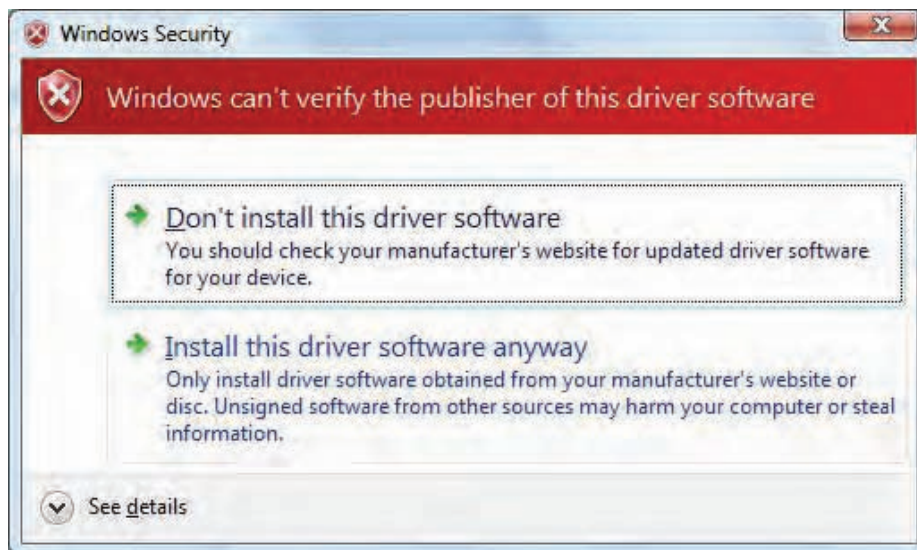 Windows Security
Windows can't verify the publisher of this driver software
Don't install this driver software
You should check your manufacturer's website for updated driver software
for your device.
Install this driver software anyway
Only install driver software obtained from your manufacturer's website or
disc. Unsigned software from other sources may harm your computer or steal
information.
See details